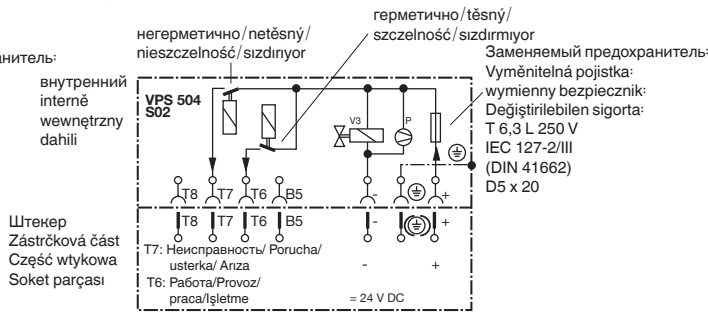 герметично/těsný/
szczelność/sızdırmıyor
негерметично/netěsný/
nieszczelność/sızdırıyor
анитель:
внутренний
interně
wewnętrzny
dahili
Заменяемый предохранитель:
Vyměnitelná pojistka:
wymienny bezpiecznik:
Değiştirilebilen sigorta:
T 6,3 L 250 V
IEC 127-2/III
(DIN 41662)
D5 x 20
VPS 504
S02
V3
P
T8 T7 T6 B5 - +
Штекер
Zástrčková část
Część wtykowa
Soket parçası
T8 T7 T6 B5 - +
T7: Неисправность/ Porucha/
usterka/ Arıza
- +
T6: Работа/Provoz/
praca/Işletme
= 24 V DC